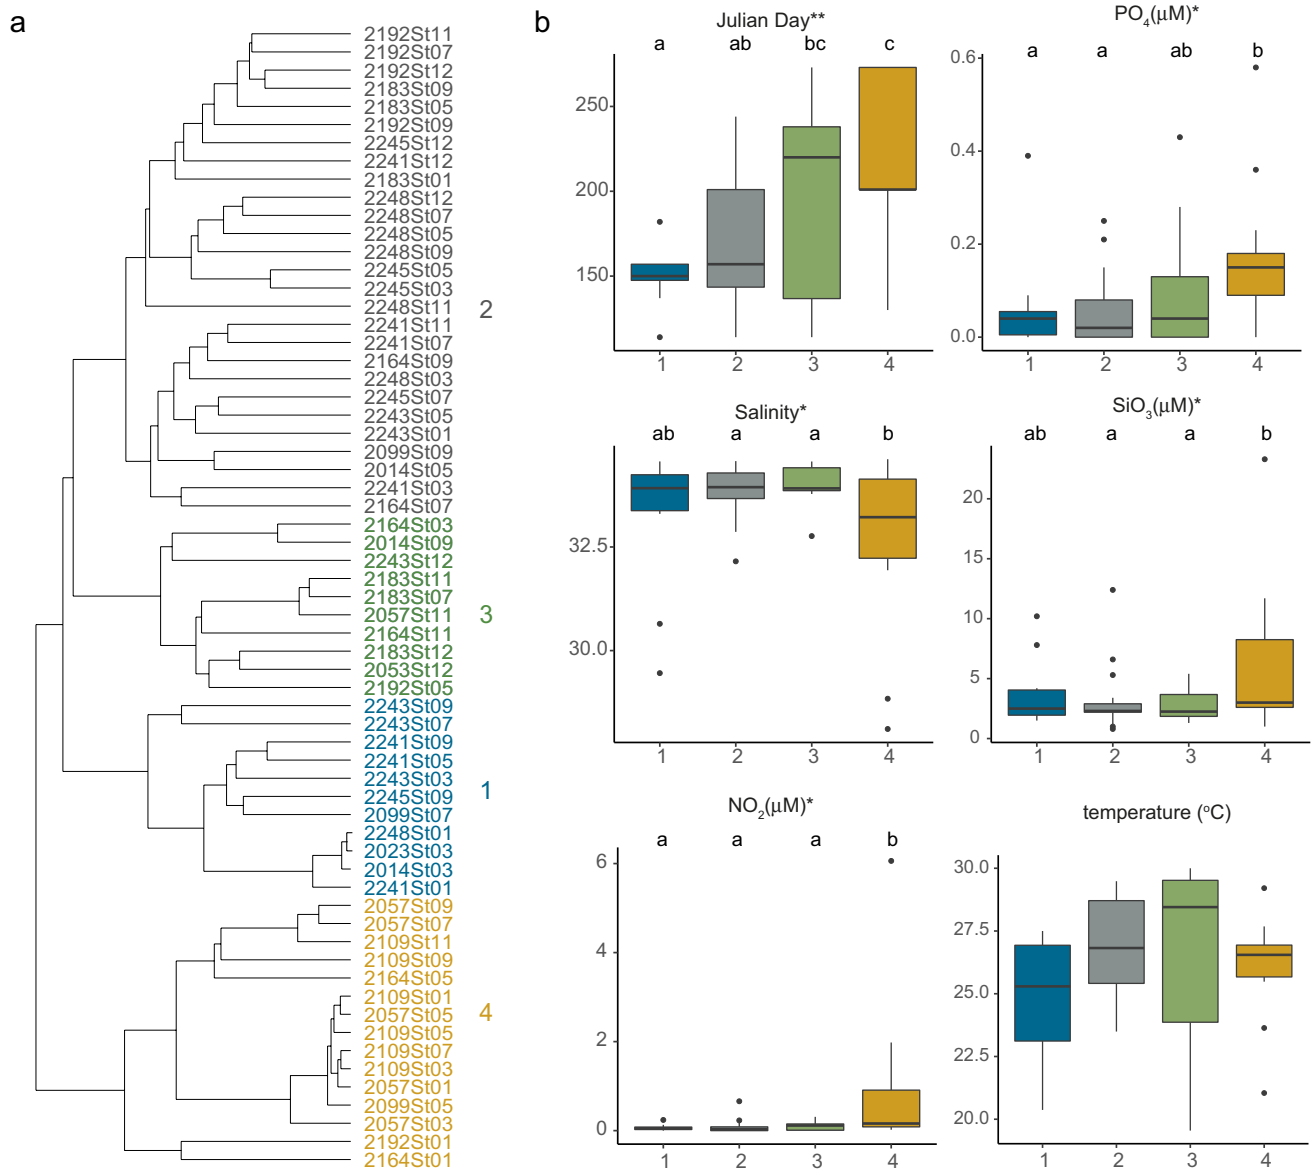 a
2192St11
2192St07
2192St12
2183St09
2183St05
2192St09
2245St12
2241St12
2183St01
2248St12
2248St07
2248St05
2248St09
2245St05
2245St03
2248St11
2241St11
2241St07
2164St09
2248St03
2245St07
2243St05
2243St01
2099St09
2014St05
2241St03
2164St07
2
2164St03
2014St09
2243St12
2183St11
2183St07
2057St11
2164St11
2183St12
2053St12
2192St05
3
2243St09
2243St07
2241St09
2241St05
2243St03
2245St09
2099St07
2248St01
2023St03
2014St03
2241St01
1
2057St09
2057St07
2109St11
2109St09
2164St05
2109St01
2057St05
2109St05
2109St07
2109St03
2057St01
2099St05
2057St03
2192St01
2164St01
4
b
Julian Day**
a ab bc c
250
200
150
1 2 3 4
PO₄(μM)*
a a ab b
0.6
0.4
0.2
0.0
1 2 3 4
Salinity*
ab a a b
32.5
30.0
1 2 3 4
SiO₃(μM)*
ab a a b
20
15
10
5
0
1 2 3 4
NO₂(μM)*
a a a b
6
4
2
0
1 2 3 4
temperature (°C)
30.0
27.5
25.0
22.5
20.0
1 2 3 4